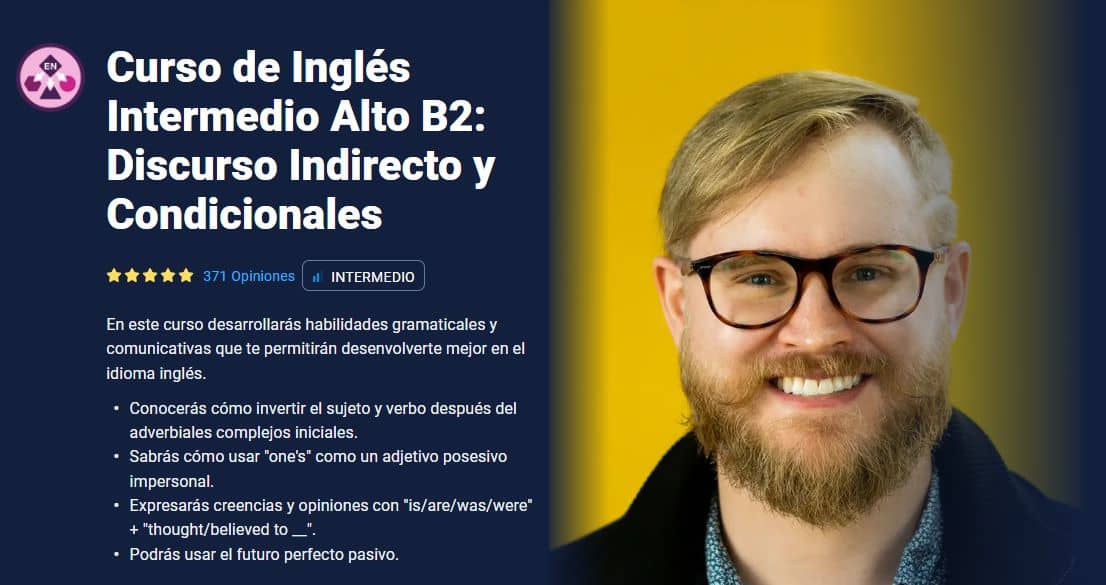 EN
Curso de Inglés
Intermedio Alto B2:
Discurso Indirecto y
Condicionales
371 Opiniones
INTERMEDIO
En este curso desarrollarás habilidades gramaticales y
comunicativas que te permitirán desenvolverte mejor en el
idioma inglés.
• Conocerás cómo invertir el sujeto y verbo después del
adverbiales complejos iniciales.
• Sabrás cómo usar "one's" como un adjetivo posesivo
impersonal.
• Expresarás creencias y opiniones con "is/are/was/were"
+ "thought/believed to __".
• Podrás usar el futuro perfecto pasivo.